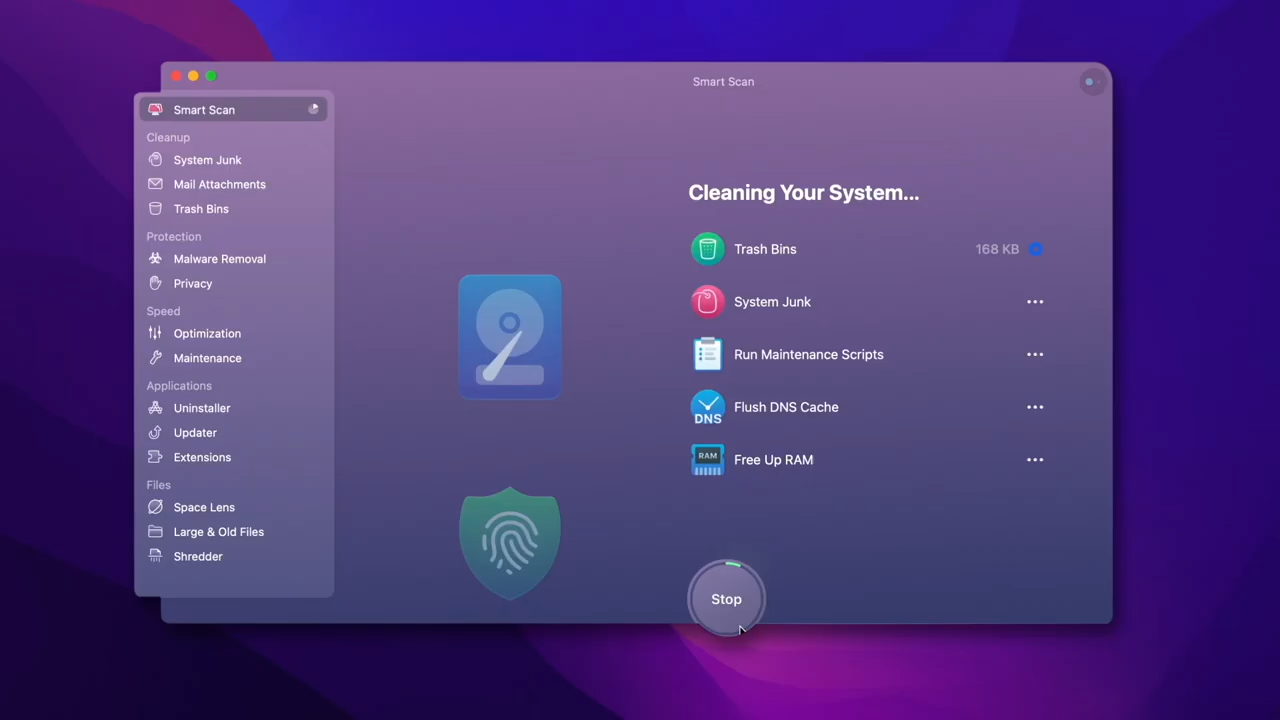 Smart Scan
Smart Scan
Cleanup
System Junk
Mail Attachments
Trash Bins
Protection
Malware Removal
Privacy
Speed
Optimization
Maintenance
Applications
Uninstaller
Updater
Extensions
Files
Space Lens
Large & Old Files
Shredder
Cleaning Your System...
Trash Bins 168 KB
System Junk
Run Maintenance Scripts
DNS Flush DNS Cache
RAM Free Up RAM
Stop